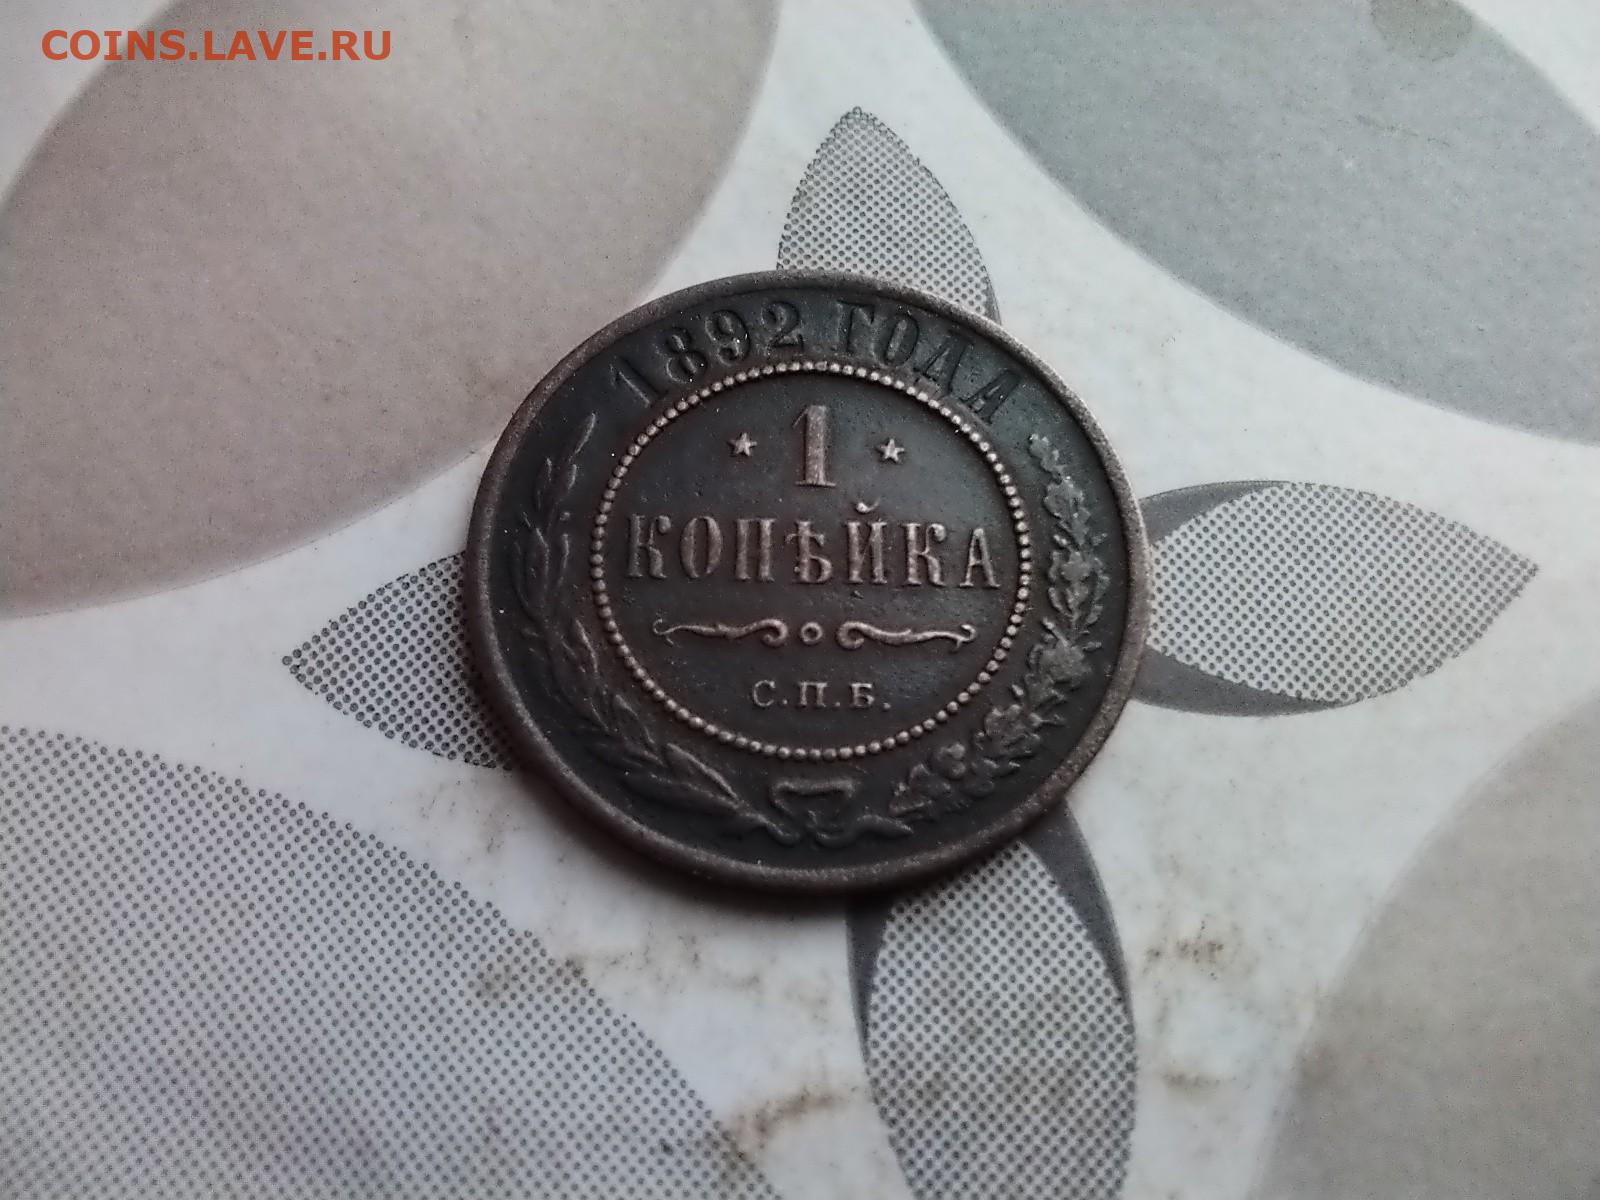 COINS.LAVE.RU
1892 ГОДА
1
КОПѢЙКА
С.П.Б.